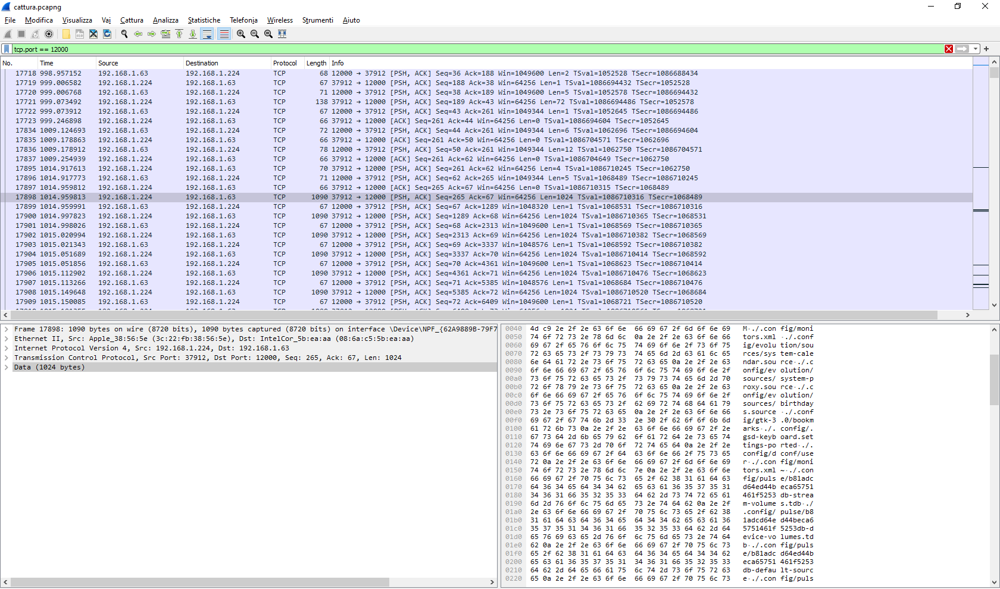 cattura.pcapng
File Modifica Visualizza Vai Cattura Analizza Statistiche Telefonia Wireless Strumenti Aiuto
tcp.port == 12000
No. Time Source Destination Protocol Length Info
17718 998.957152 192.168.1.63 192.168.1.224 TCP 68 12000 → 37912 [PSH, ACK] Seq=36 Ack=188 Win=1049600 Len=2 TSval=1052528 TSecr=1086688434
17719 999.006582 192.168.1.224 192.168.1.63 TCP 67 37912 → 12000 [PSH, ACK] Seq=188 Ack=38 Win=64256 Len=1 TSval=1086694432 TSecr=1052528
17720 999.006768 192.168.1.63 192.168.1.224 TCP 71 12000 → 37912 [PSH, ACK] Seq=38 Ack=189 Win=1049600 Len=5 TSval=1052578 TSecr=1086694432
17721 999.073492 192.168.1.224 192.168.1.63 TCP 138 37912 → 12000 [PSH, ACK] Seq=189 Ack=43 Win=64256 Len=72 TSval=1086694486 TSecr=1052578
17722 999.073912 192.168.1.63 192.168.1.224 TCP 67 12000 → 37912 [PSH, ACK] Seq=43 Ack=261 Win=1049344 Len=1 TSval=1052645 TSecr=1086694486
17723 999.246898 192.168.1.224 192.168.1.63 TCP 66 37912 → 12000 [ACK] Seq=261 Ack=44 Win=64256 Len=0 TSval=1086694604 TSecr=1052645
17834 1009.124693 192.168.1.63 192.168.1.224 TCP 72 12000 → 37912 [PSH, ACK] Seq=44 Ack=261 Win=1049344 Len=6 TSval=1062696 TSecr=1086694604
17835 1009.178863 192.168.1.224 192.168.1.63 TCP 66 37912 → 12000 [ACK] Seq=261 Ack=50 Win=64256 Len=0 TSval=1086704571 TSecr=1062696
17836 1009.178912 192.168.1.63 192.168.1.224 TCP 78 12000 → 37912 [PSH, ACK] Seq=50 Ack=261 Win=1049344 Len=12 TSval=1062750 TSecr=1086704571
17837 1009.254939 192.168.1.224 192.168.1.63 TCP 66 37912 → 12000 [ACK] Seq=261 Ack=62 Win=64256 Len=0 TSval=1086704649 TSecr=1062750
17895 1014.917613 192.168.1.224 192.168.1.63 TCP 70 37912 → 12000 [PSH, ACK] Seq=261 Ack=62 Win=64256 Len=4 TSval=1086710245 TSecr=1062750
17896 1014.917773 192.168.1.63 192.168.1.224 TCP 71 12000 → 37912 [PSH, ACK] Seq=62 Ack=265 Win=1049344 Len=5 TSval=1068489 TSecr=1086710245
17897 1014.959812 192.168.1.224 192.168.1.63 TCP 66 37912 → 12000 [ACK] Seq=265 Ack=67 Win=64256 Len=0 TSval=1086710315 TSecr=1068489
17898 1014.959813 192.168.1.224 192.168.1.63 TCP 1090 37912 → 12000 [PSH, ACK] Seq=265 Ack=67 Win=64256 Len=1024 TSval=1086710316 TSecr=1068489
17899 1014.959991 192.168.1.63 192.168.1.224 TCP 67 12000 → 37912 [PSH, ACK] Seq=67 Ack=1289 Win=1048320 Len=1 TSval=1068531 TSecr=1086710316
17900 1014.997823 192.168.1.224 192.168.1.63 TCP 1090 37912 → 12000 [PSH, ACK] Seq=1289 Ack=68 Win=64256 Len=1024 TSval=1086710365 TSecr=1068531
17901 1014.998026 192.168.1.63 192.168.1.224 TCP 67 12000 → 37912 [PSH, ACK] Seq=68 Ack=2313 Win=1049600 Len=1 TSval=1068569 TSecr=1086710365
17902 1015.020994 192.168.1.224 192.168.1.63 TCP 1090 37912 → 12000 [PSH, ACK] Seq=2313 Ack=69 Win=64256 Len=1024 TSval=1086710382 TSecr=1068569
17903 1015.021343 192.168.1.63 192.168.1.224 TCP 67 12000 → 37912 [PSH, ACK] Seq=69 Ack=3337 Win=1048576 Len=1 TSval=1068592 TSecr=1086710382
17904 1015.051689 192.168.1.224 192.168.1.63 TCP 1090 37912 → 12000 [PSH, ACK] Seq=3337 Ack=70 Win=64256 Len=1024 TSval=1086710414 TSecr=1068592
17905 1015.051856 192.168.1.63 192.168.1.224 TCP 67 12000 → 37912 [PSH, ACK] Seq=70 Ack=4361 Win=1049600 Len=1 TSval=1068623 TSecr=1086710414
17906 1015.112902 192.168.1.224 192.168.1.63 TCP 1090 37912 → 12000 [PSH, ACK] Seq=4361 Ack=71 Win=64256 Len=1024 TSval=1086710476 TSecr=1068623
17907 1015.113266 192.168.1.63 192.168.1.224 TCP 67 12000 → 37912 [PSH, ACK] Seq=71 Ack=5385 Win=1048576 Len=1 TSval=1068684 TSecr=1086710476
17908 1015.149648 192.168.1.224 192.168.1.63 TCP 1090 37912 → 12000 [PSH, ACK] Seq=5385 Ack=72 Win=64256 Len=1024 TSval=1086710520 TSecr=1068684
17909 1015.150085 192.168.1.63 192.168.1.224 TCP 67 12000 → 37912 [PSH, ACK] Seq=72 Ack=6409 Win=1049600 Len=1 TSval=1068721 TSecr=1086710520
Frame 17898: 1090 bytes on wire (8720 bits), 1090 bytes captured (8720 bits) on interface \Device\NPF_{62A9889B-79F7
Ethernet II, Src: Apple_38:56:5e (3c:22:fb:38:56:5e), Dst: IntelCor_5b:ea:aa (08:6a:c5:5b:ea:aa)
Internet Protocol Version 4, Src: 192.168.1.224, Dst: 192.168.1.63
Transmission Control Protocol, Src Port: 37912, Dst Port: 12000, Seq: 265, Ack: 67, Len: 1024
Data (1024 bytes)
0040 4d c9 2e 2f 2e 63 6f 6e 66 69 67 2f 6d 6f 6e 69 M·./.con fig/moni
0050 74 6f 72 73 2e 78 6d 6c 0a 2e 2f 2e 63 6f 6e 66 tors.xml ·./.conf
0060 69 67 2f 65 76 6f 6c 75 74 69 6f 6e 2f 73 6f 75 ig/evolu tion/sou
0070 72 63 65 73 2f 73 79 73 74 65 6d 2d 63 61 6c 65 rces/sys tem-cale
0080 6e 64 61 72 2e 73 6f 75 72 63 65 0a 2e 2f 2e 63 ndar.sou rce·./.c
0090 6f 6e 66 69 67 2f 65 76 6f 6c 75 74 69 6f 6e 2f onfig/ev olution/
00a0 73 6f 75 72 63 65 73 2f 73 79 73 74 65 6d 2d 70 sources/ system-p
00b0 72 6f 78 79 2e 73 6f 75 72 63 65 0a 2e 2f 2e 63 roxy.sou rce·./.c
00c0 6f 6e 66 69 67 2f 65 76 6f 6c 75 74 69 6f 6e 2f onfig/ev olution/
00d0 73 6f 75 72 63 65 73 2f 62 69 72 74 68 64 61 79 sources/ birthday
00e0 73 2e 73 6f 75 72 63 65 0a 2e 2f 2e 63 6f 6e 66 s.source ·./.conf
00f0 69 67 2f 67 74 6b 2d 33 2e 30 2f 62 6f 6f 6b 6d ig/gtk-3 .0/bookm
0100 61 72 6b 73 0a 2e 2f 2e 63 6f 6e 66 69 67 2f 2e arks·./. config/.
0110 67 73 64 2d 6b 65 79 62 6f 61 72 64 2e 73 65 74 gsd-keyb oard.set
0120 74 69 6e 67 73 2d 70 6f 72 74 65 64 0a 2e 2f 2e tings-po rted·./.
0130 63 6f 6e 66 69 67 2f 64 63 6f 6e 66 2f 75 73 65 config/d conf/use
0140 72 0a 2e 2f 2e 63 6f 6e 66 69 67 2f 6d 6f 6e 69 r·./.con fig/moni
0150 74 6f 72 73 2e 78 6d 6c 7e 0a 2e 2f 2e 63 6f 6e tors.xml ~·./.con
0160 66 69 67 2f 70 75 6c 73 65 2f 62 38 31 61 64 63 fig/puls e/b81adc
0170 64 36 34 65 64 34 34 62 65 63 61 36 35 37 35 31 d64ed44b eca65751
0180 34 36 31 66 35 32 35 33 64 62 2d 73 74 72 65 61 461f5253 db-strea
0190 6d 2d 76 6f 6c 75 6d 65 73 2e 74 64 62 0a 2e 2f m-volume s.tdb·./
01a0 2e 63 6f 6e 66 69 67 2f 70 75 6c 73 65 2f 62 38 .config/ pulse/b8
01b0 31 61 64 63 64 36 34 65 64 34 34 62 65 63 61 36 1adcd64e d44beca6
01c0 35 37 35 31 34 36 31 66 35 32 35 33 64 62 2d 64 5751461f 5253db-d
01d0 65 76 69 63 65 2d 76 6f 6c 75 6d 65 73 2e 74 64 evice-vo lumes.td
01e0 62 0a 2e 2f 2e 63 6f 6e 66 69 67 2f 70 75 6c 73 b·./.con fig/puls
01f0 65 2f 62 38 31 61 64 63 64 36 34 65 64 34 34 62 e/b81adc d64ed44b
0200 65 63 61 36 35 37 35 31 34 36 31 66 35 32 35 33 eca65751 461f5253
0210 64 62 2d 64 65 66 61 75 6c 74 2d 73 6f 75 72 63 db-defau lt-sourc
0220 65 0a 2e 2f 2e 63 6f 6e 66 69 67 2f 70 75 6c 73 e·./.con fig/puls